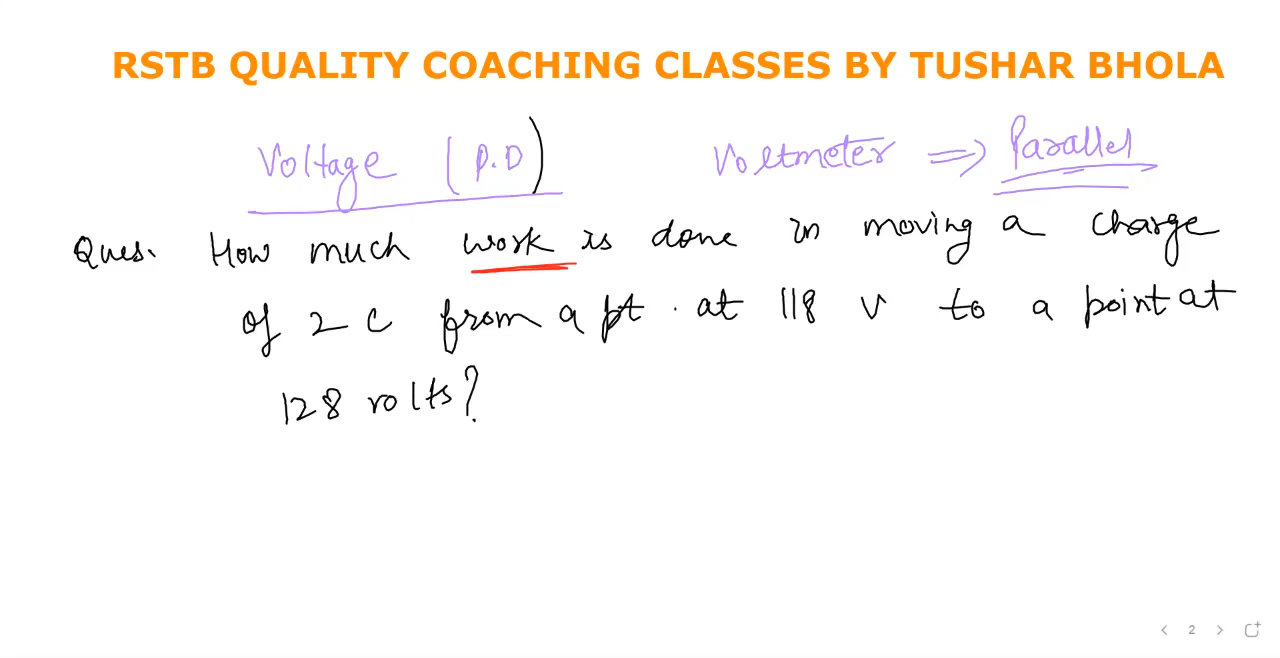 RSTB QUALITY COACHING CLASSES BY TUSHAR BHOLA
Voltage (P.D) Voltmeter => Parallel
Ques. How much work is done in moving a charge
of 2 C from a pt. at 118 V to a point at
128 volts?
2